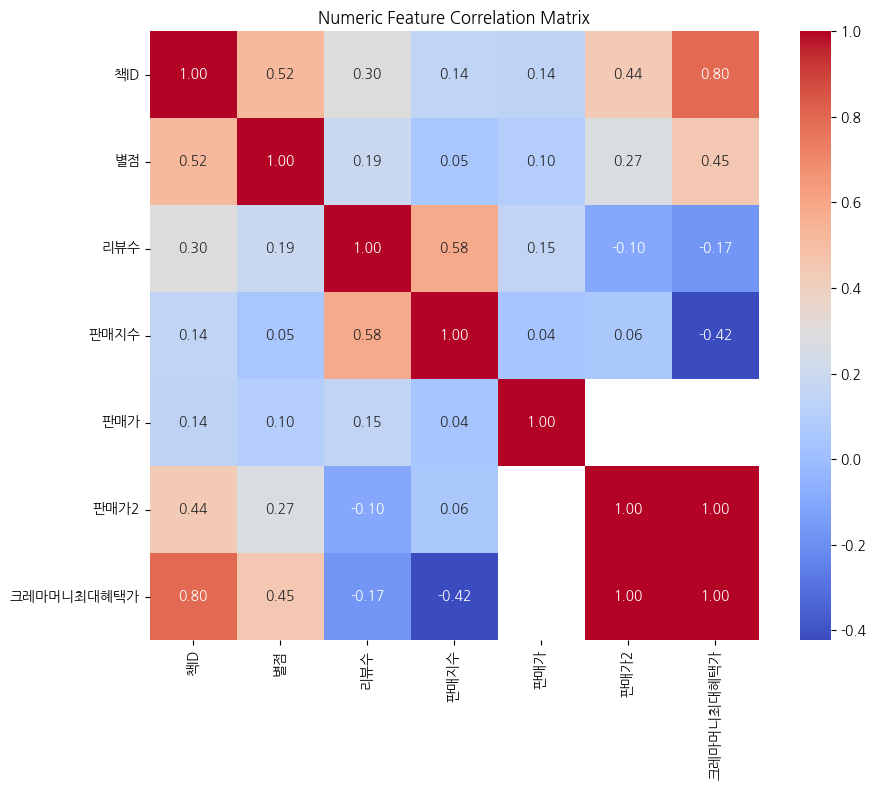 Numeric Feature Correlation Matrix
책ID 1.00 0.52 0.30 0.14 0.14 0.44 0.80
별점 0.52 1.00 0.19 0.05 0.10 0.27 0.45
리뷰수 0.30 0.19 1.00 0.58 0.15 -0.10 -0.17
판매지수 0.14 0.05 0.58 1.00 0.04 0.06 -0.42
판매가 0.14 0.10 0.15 0.04 1.00
판매가2 0.44 0.27 -0.10 0.06 1.00 1.00
크레마머니최대혜택가 0.80 0.45 -0.17 -0.42 1.00 1.00
책ID
별점
리뷰수
판매지수
판매가
판매가2
크레마머니최대혜택가
1.0
0.8
0.6
0.4
0.2
0.0
-0.2
-0.4